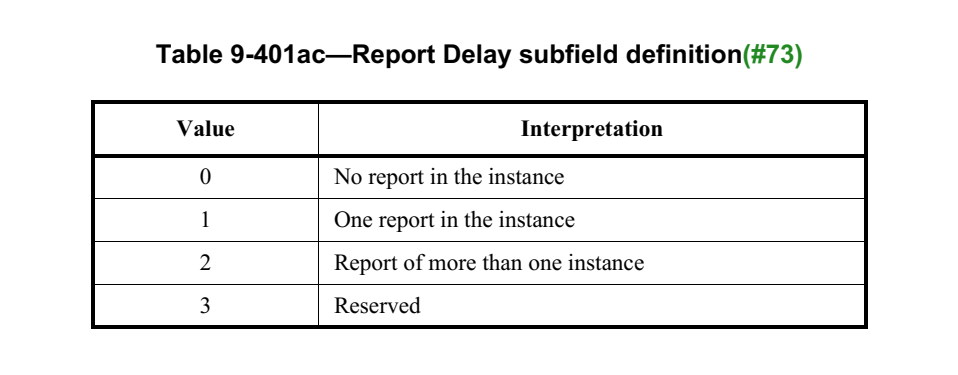 Table 9-401ac—Report Delay subfield definition(#73)
Value Interpretation
0 No report in the instance
1 One report in the instance
2 Report of more than one instance
3 Reserved